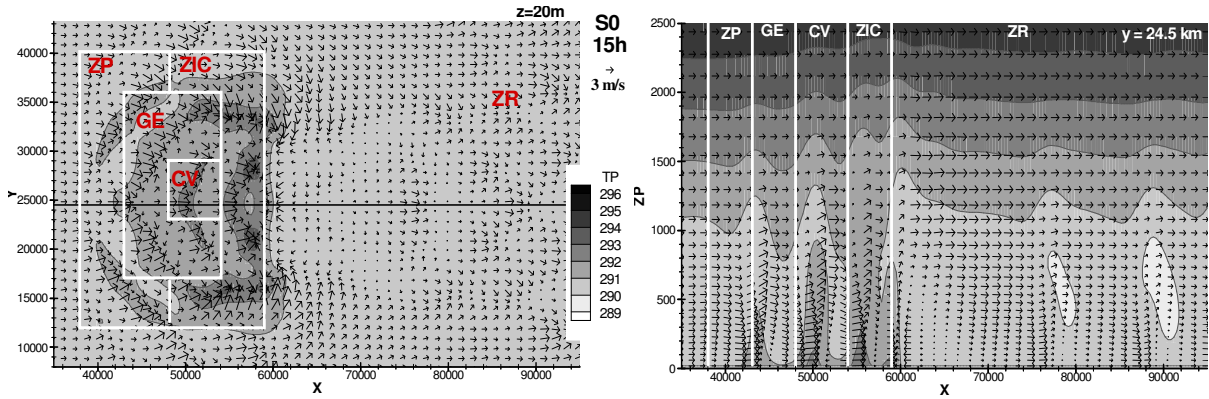 z=20m
S0
15h
3 m/s
ZP
ZIC
GE
CV
ZR
40000
35000
30000
25000
20000
15000
10000
Y
40000
50000
60000
70000
80000
90000
X
TP
296
295
294
293
292
291
290
289
2500
2000
1500
1000
500
0
ZP
ZP
GE
CV
ZIC
ZR
y = 24.5 km
40000
50000
60000
70000
80000
90000
X